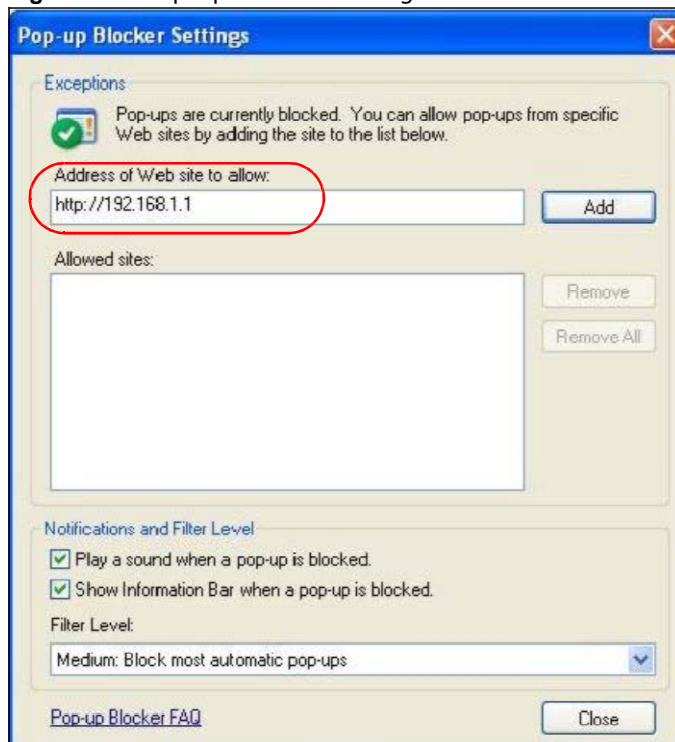 Pop-up Blocker Settings
Exceptions
Pop-ups are currently blocked. You can allow pop-ups from specific
Web sites by adding the site to the list below.
Address of Web site to allow:
http://192.168.1.1
Add
Allowed sites:
Remove
Remove All
Notifications and Filter Level
Play a sound when a pop-up is blocked.
Show Information Bar when a pop-up is blocked.
Filter Level:
Medium: Block most automatic pop-ups
Pop-up Blocker FAQ
Close